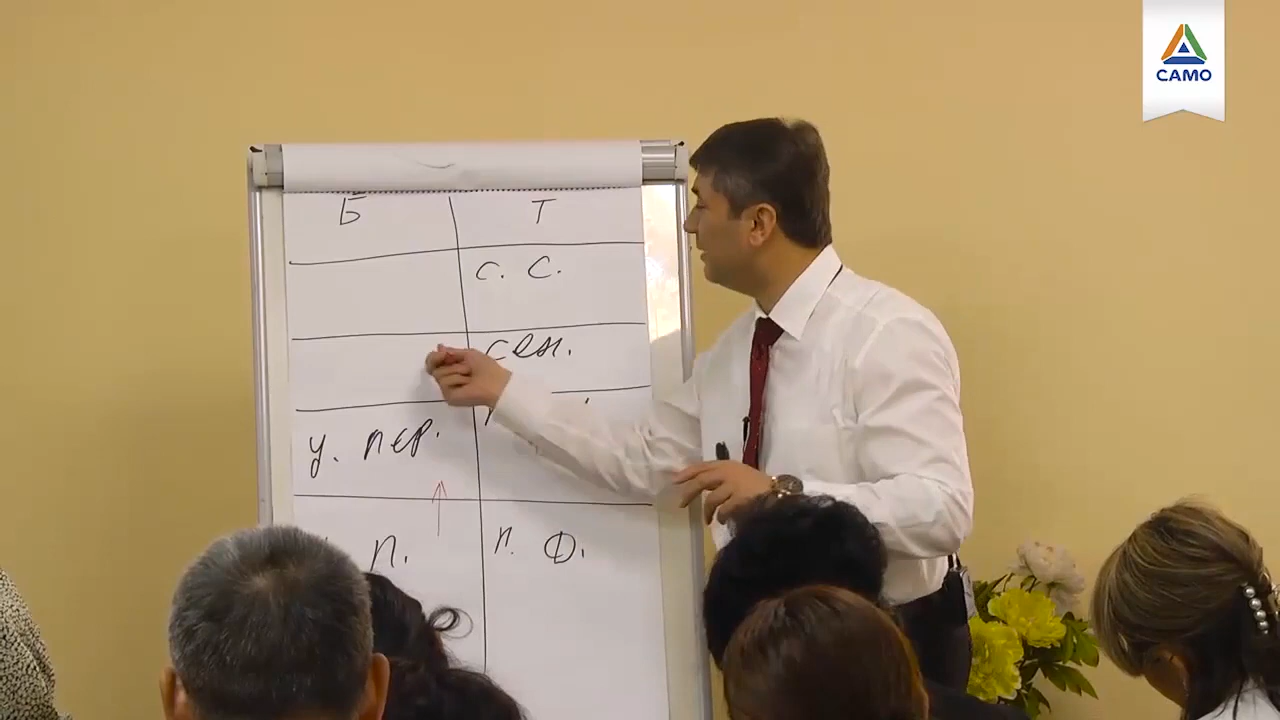 САМО
Б Т
с. с.
сем.
у. пер.
п. п. Ф.